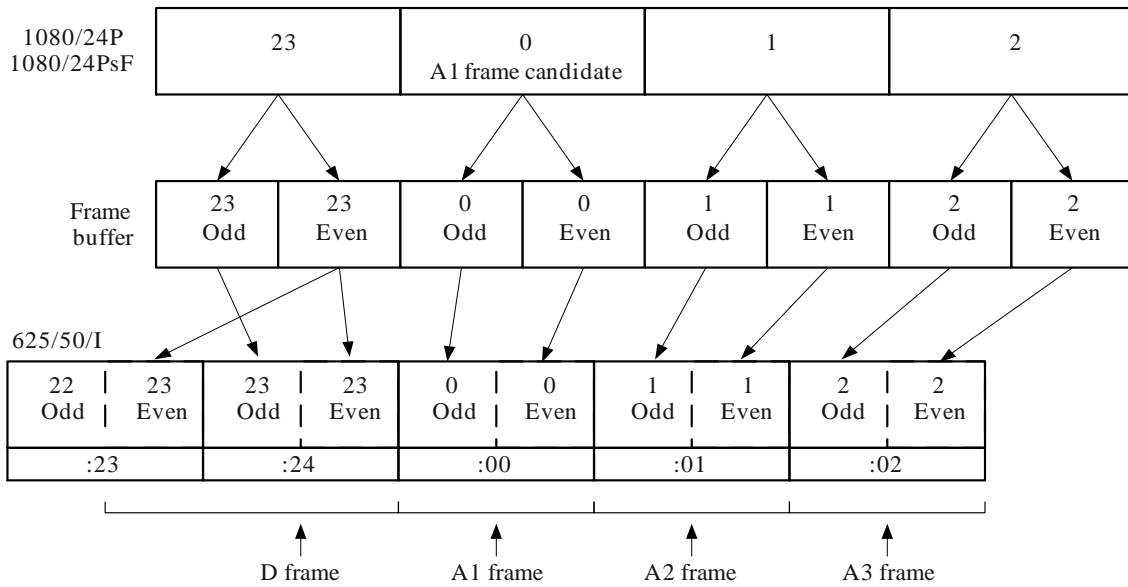 1080/24P
1080/24PsF
23
0
A1 frame candidate
1
2
Frame
buffer
23
Odd
23
Even
0
Odd
0
Even
1
Odd
1
Even
2
Odd
2
Even
625/50/I
22
Odd
23
Even
23
Odd
23
Even
0
Odd
0
Even
1
Odd
1
Even
2
Odd
2
Even
:23
:24
:00
:01
:02
D frame
A1 frame
A2 frame
A3 frame